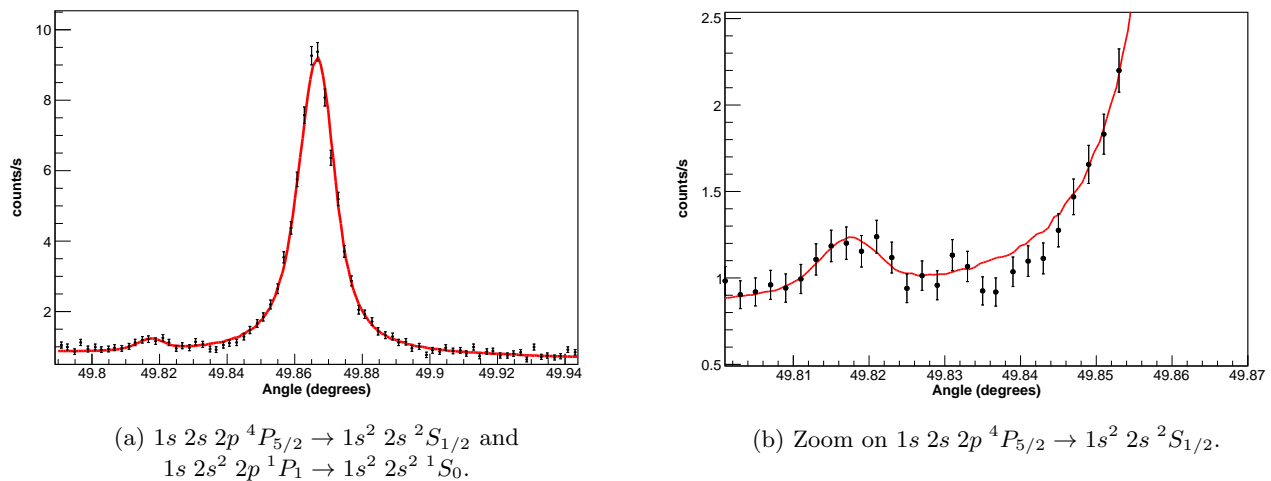 10
8
6
4
2
counts/s
49.8 49.82 49.84 49.86 49.88 49.9 49.92 49.94
Angle (degrees)
(a) 1s 2s 2p ⁴P₅/₂ → 1s² 2s ²S₁/₂ and
1s 2s² 2p ¹P₁ → 1s² 2s² ¹S₀.
2.5
2
1.5
1
0.5
counts/s
49.81 49.82 49.83 49.84 49.85 49.86 49.87
Angle (degrees)
(b) Zoom on 1s 2s 2p ⁴P₅/₂ → 1s² 2s ²S₁/₂.